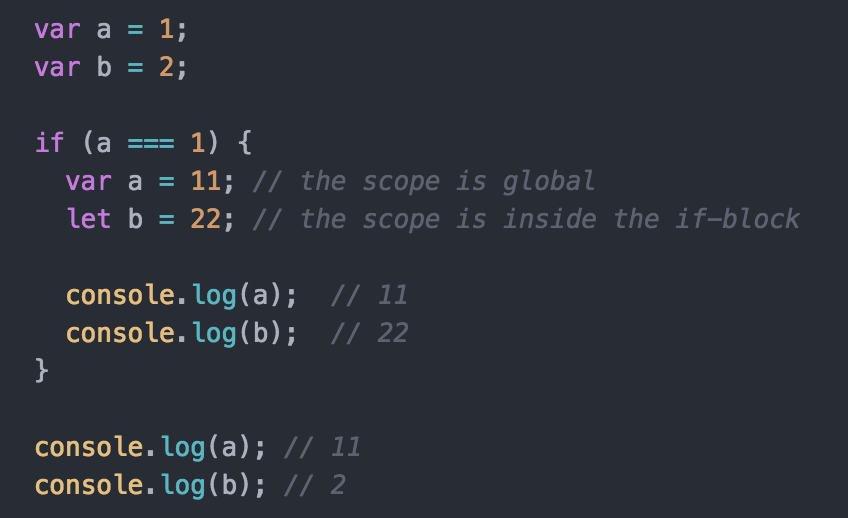 var a = 1;
var b = 2;

if (a === 1) {
  var a = 11; // the scope is global
  let b = 22; // the scope is inside the if-block

  console.log(a);  // 11
  console.log(b);  // 22
}

console.log(a); // 11
console.log(b); // 2